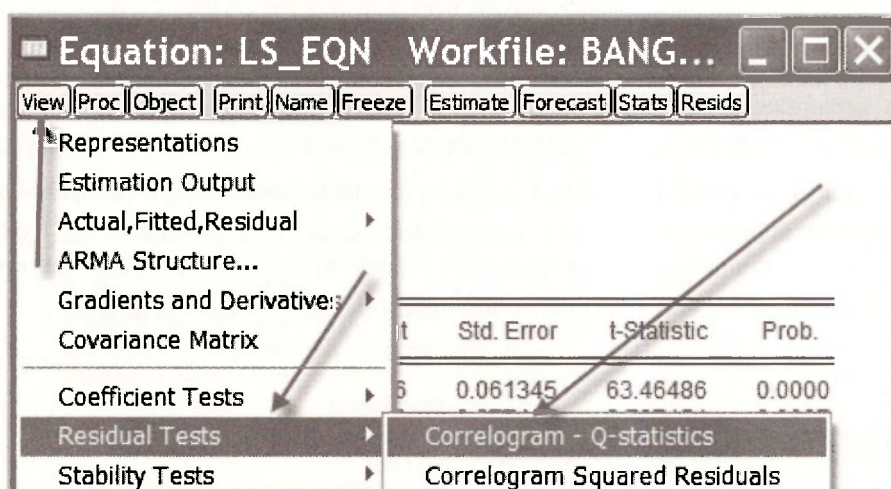 Equation: LS_EQN Workfile: BANG...
View Proc Object Print Name Freeze Estimate Forecast Stats Resids
Representations
Estimation Output
Actual,Fitted,Residual
ARMA Structure...
Gradients and Derivatives
t Std. Error t-Statistic Prob.
Covariance Matrix
Coefficient Tests
6 0.061345 63.46486 0.0000
Residual Tests
Correlogram - Q-statistics
Stability Tests
Correlogram Squared Residuals